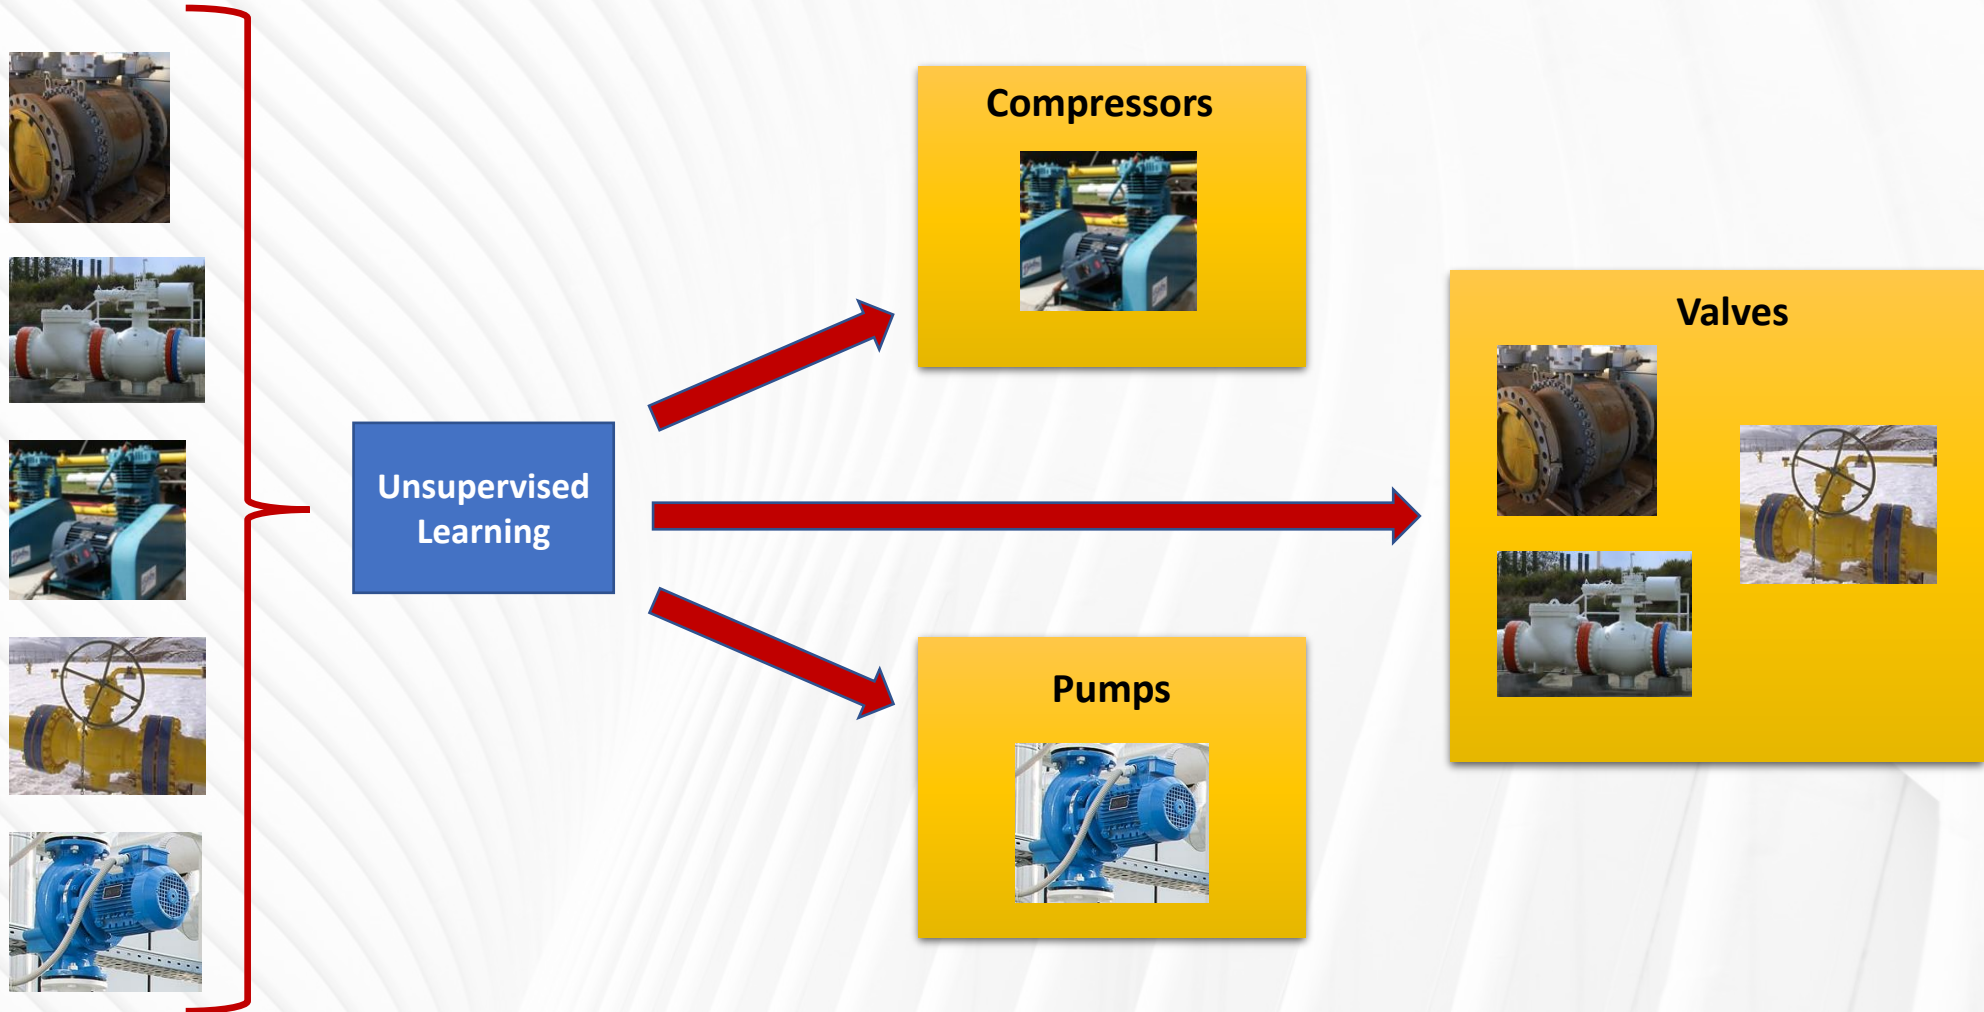 Compressors
Valves
Unsupervised
Learning
Pumps